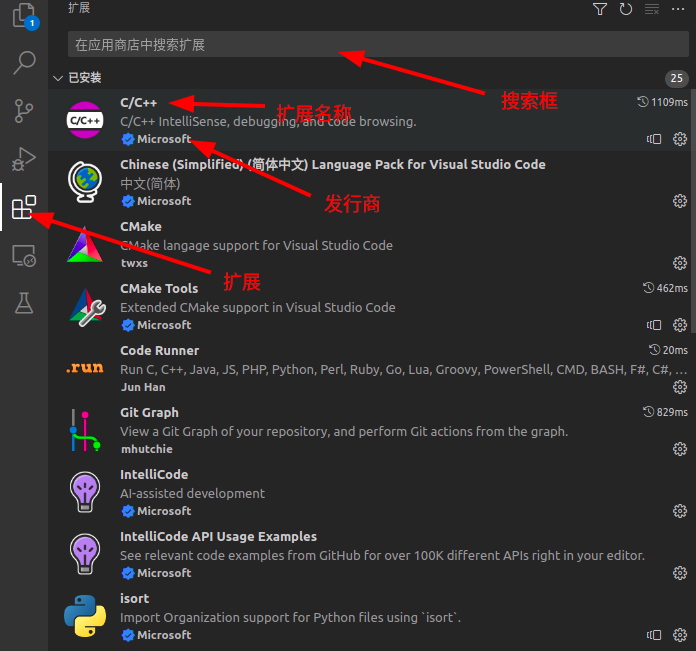 扩展
1
在应用商店中搜索扩展
搜索框
已安装
25
C/C++
C/C++
1109ms
扩展名称
C/C++ IntelliSense, debugging, and code browsing.
Microsoft
发行商
Chinese (Simplified) (简体中文) Language Pack for Visual Studio Code
中文(简体)
Microsoft
CMake
CMake langage support for Visual Studio Code
twxs
扩展
CMake Tools
462ms
Extended CMake support in Visual Studio Code
Microsoft
.run
Code Runner
20ms
Run C, C++, Java, JS, PHP, Python, Perl, Ruby, Go, Lua, Groovy, PowerShell, CMD, BASH, F#, C#, ...
Jun Han
Git Graph
829ms
View a Git Graph of your repository, and perform Git actions from the graph.
mhutchie
IntelliCode
AI-assisted development
Microsoft
IntelliCode API Usage Examples
See relevant code examples from GitHub for over 100K different APIs right in your editor.
Microsoft
isort
Import Organization support for Python files using `isort`.
Microsoft